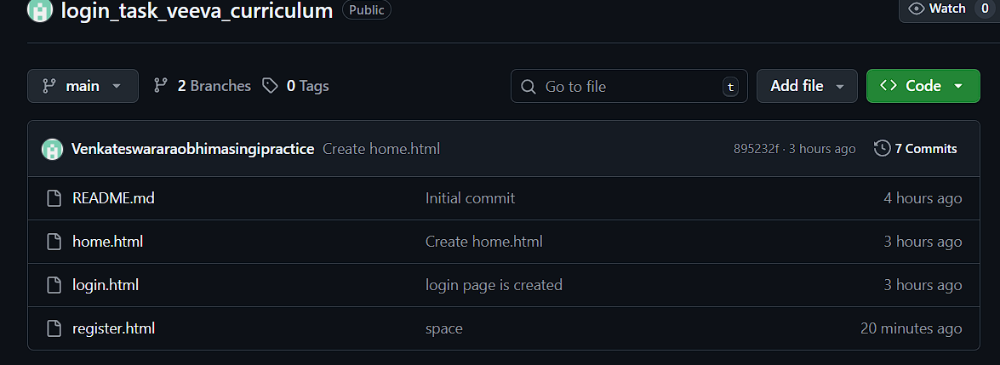 login_task_veeva_curriculum Public Watch 0
main 2 Branches 0 Tags Go to file t Add file Code
Venkateswararaobhimasingipractice Create home.html 895232f · 3 hours ago 7 Commits
README.md Initial commit 4 hours ago
home.html Create home.html 3 hours ago
login.html login page is created 3 hours ago
register.html space 20 minutes ago